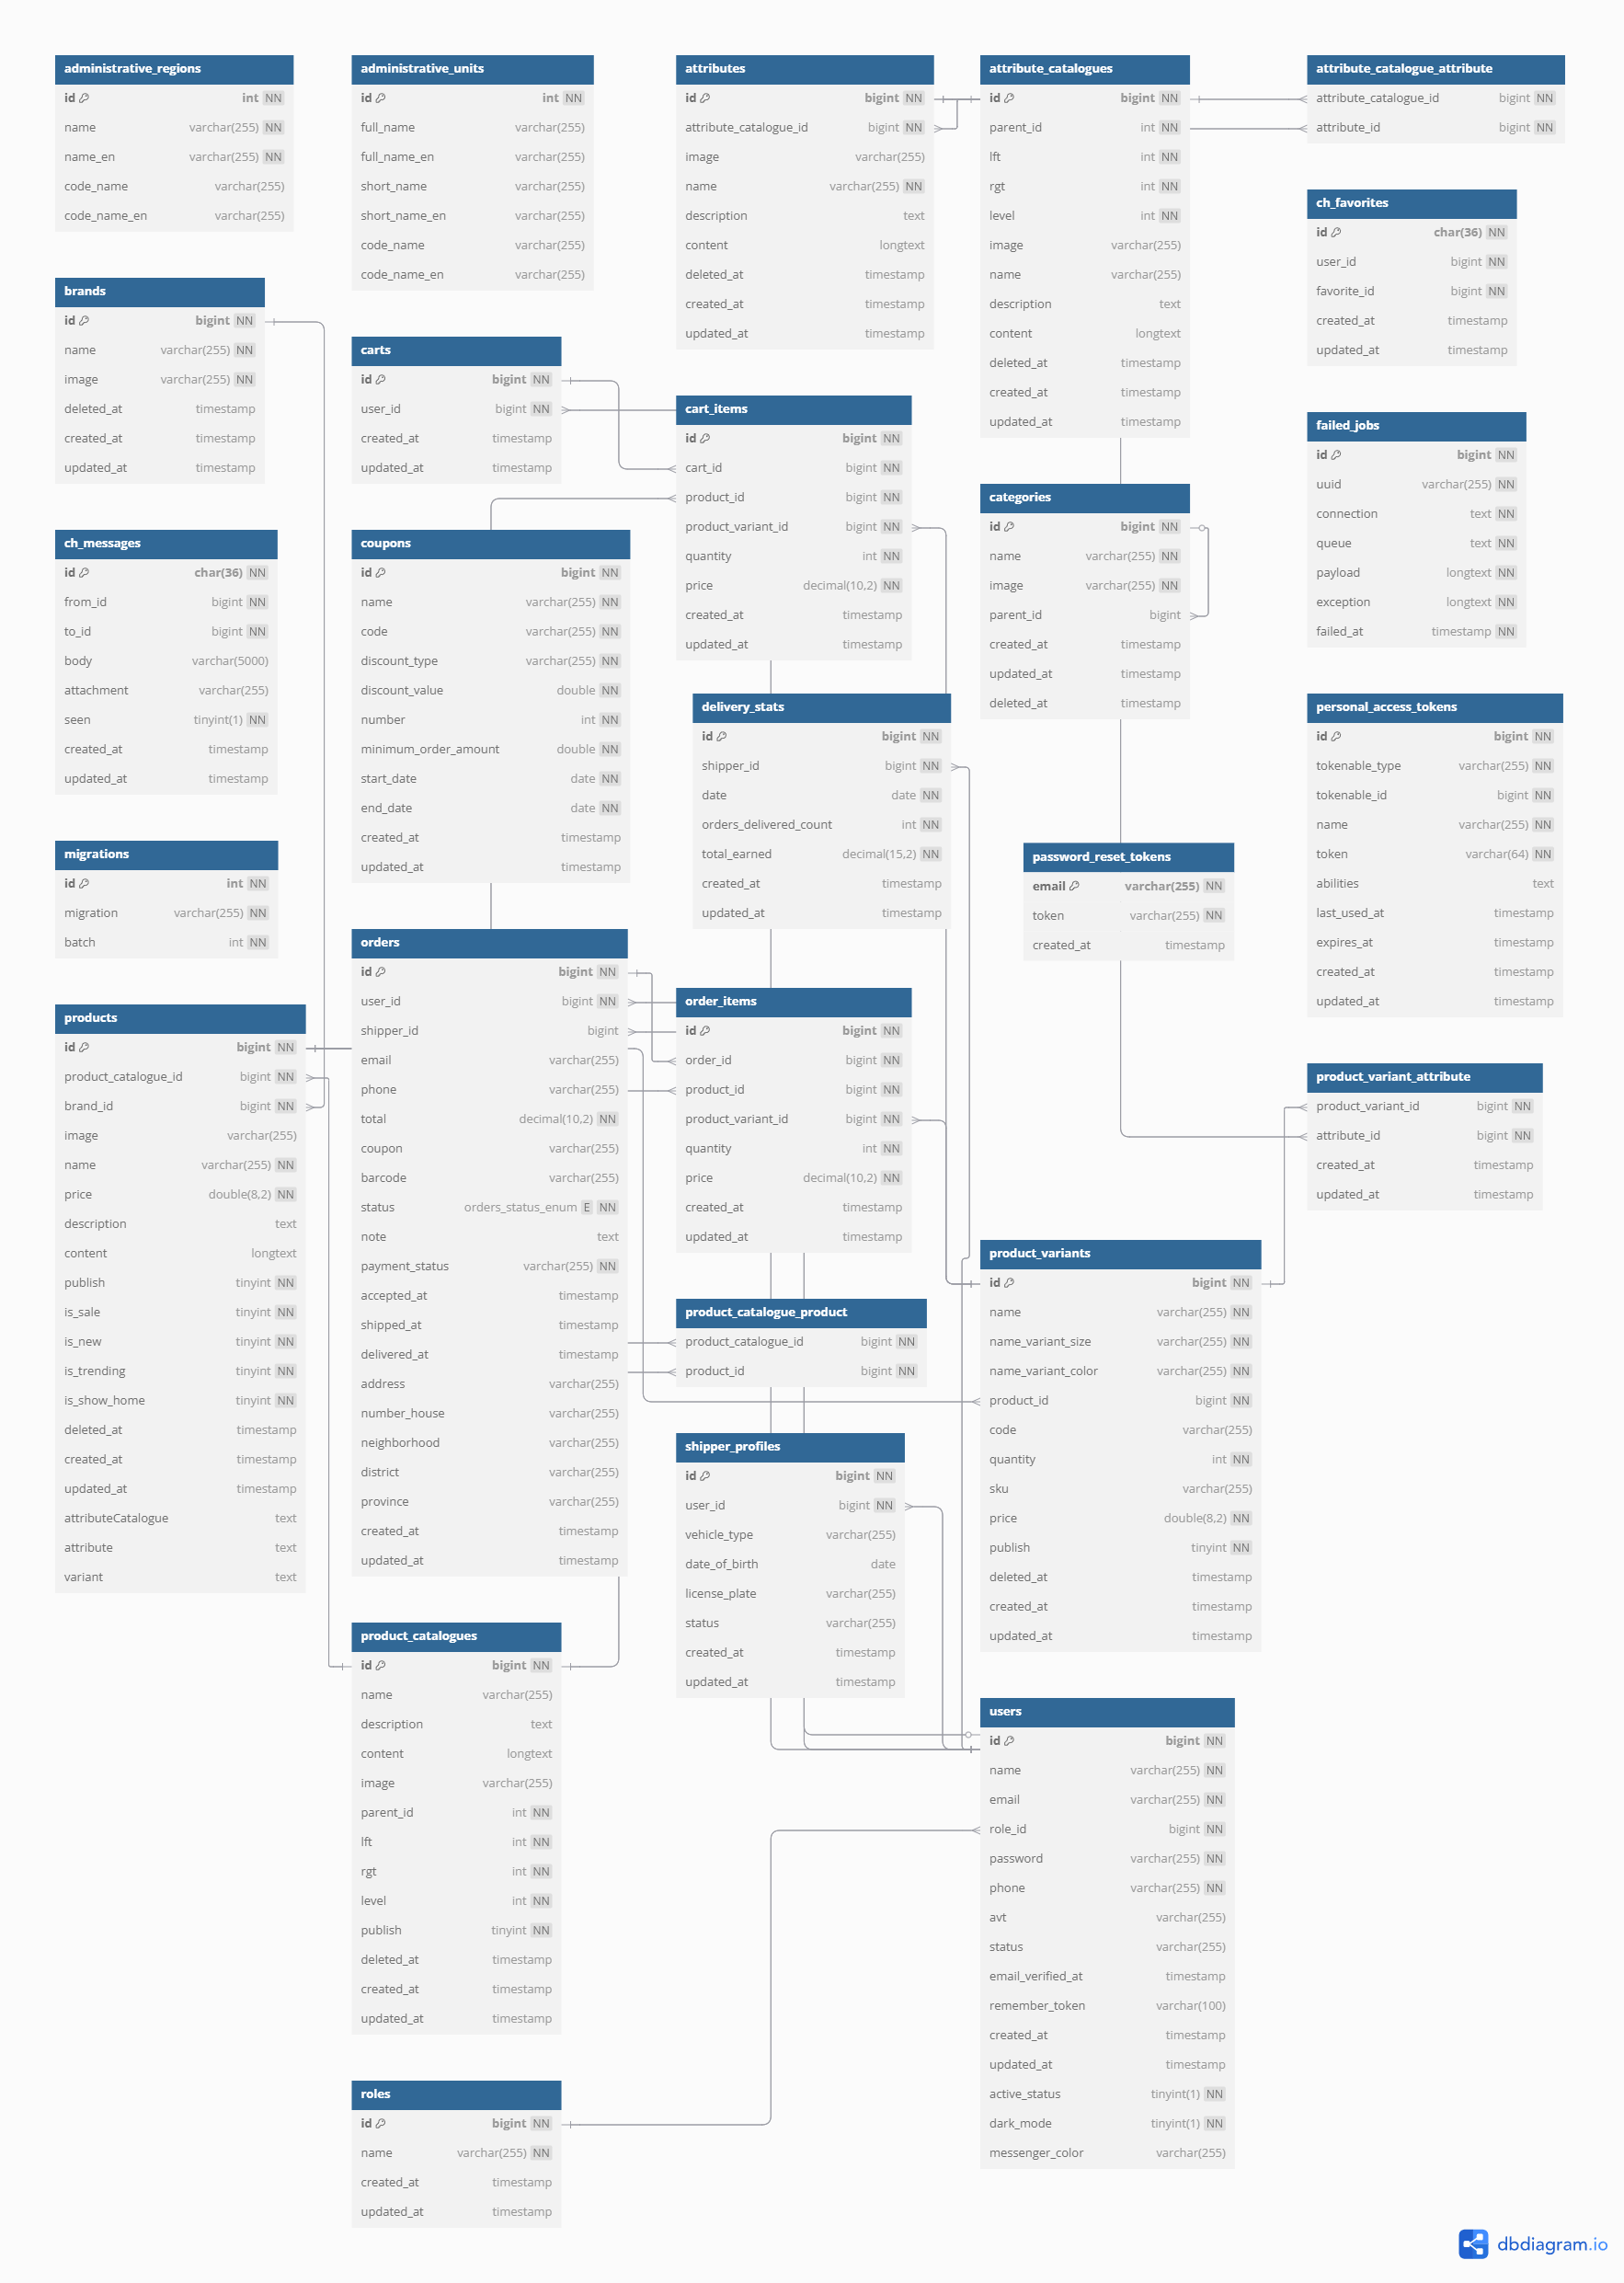 administrative_regions
id int NN
name varchar(255) NN
name_en varchar(255) NN
code_name varchar(255)
code_name_en varchar(255)
administrative_units
id int NN
full_name varchar(255)
full_name_en varchar(255)
short_name varchar(255)
short_name_en varchar(255)
code_name varchar(255)
code_name_en varchar(255)
attributes
id bigint NN
attribute_catalogue_id bigint NN
image varchar(255)
name varchar(255) NN
description text
content longtext
deleted_at timestamp
created_at timestamp
updated_at timestamp
attribute_catalogues
id bigint NN
parent_id int NN
lft int NN
rgt int NN
level int NN
image varchar(255)
name varchar(255)
description text
content longtext
deleted_at timestamp
created_at timestamp
updated_at timestamp
attribute_catalogue_attribute
attribute_catalogue_id bigint NN
attribute_id bigint NN
ch_favorites
id char(36) NN
user_id bigint NN
favorite_id bigint NN
created_at timestamp
updated_at timestamp
brands
id bigint NN
name varchar(255) NN
image varchar(255) NN
deleted_at timestamp
created_at timestamp
updated_at timestamp
carts
id bigint NN
user_id bigint NN
created_at timestamp
updated_at timestamp
cart_items
id bigint NN
cart_id bigint NN
product_id bigint NN
product_variant_id bigint NN
quantity int NN
price decimal(10,2) NN
created_at timestamp
updated_at timestamp
categories
id bigint NN
name varchar(255) NN
image varchar(255) NN
parent_id bigint
created_at timestamp
updated_at timestamp
deleted_at timestamp
failed_jobs
id bigint NN
uuid varchar(255) NN
connection text NN
queue text NN
payload longtext NN
exception longtext NN
failed_at timestamp NN
ch_messages
id char(36) NN
from_id bigint NN
to_id bigint NN
body varchar(5000)
attachment varchar(255)
seen tinyint(1) NN
created_at timestamp
updated_at timestamp
coupons
id bigint NN
name varchar(255) NN
code varchar(255) NN
discount_type varchar(255) NN
discount_value double NN
number int NN
minimum_order_amount double NN
start_date date NN
end_date date NN
created_at timestamp
updated_at timestamp
delivery_stats
id bigint NN
shipper_id bigint NN
date date NN
orders_delivered_count int NN
total_earned decimal(15,2) NN
created_at timestamp
updated_at timestamp
password_reset_tokens
email varchar(255) NN
token varchar(255) NN
created_at timestamp
personal_access_tokens
id bigint NN
tokenable_type varchar(255) NN
tokenable_id bigint NN
name varchar(255) NN
token varchar(64) NN
abilities text
last_used_at timestamp
expires_at timestamp
created_at timestamp
updated_at timestamp
migrations
id int NN
migration varchar(255) NN
batch int NN
orders
id bigint NN
user_id bigint NN
shipper_id bigint
email varchar(255)
phone varchar(255)
total decimal(10,2) NN
coupon varchar(255)
barcode varchar(255)
status orders_status_enum E NN
note text
payment_status varchar(255) NN
accepted_at timestamp
shipped_at timestamp
delivered_at timestamp
address varchar(255)
number_house varchar(255)
neighborhood varchar(255)
district varchar(255)
province varchar(255)
created_at timestamp
updated_at timestamp
order_items
id bigint NN
order_id bigint NN
product_id bigint NN
product_variant_id bigint NN
quantity int NN
price decimal(10,2) NN
created_at timestamp
updated_at timestamp
products
id bigint NN
product_catalogue_id bigint NN
brand_id bigint NN
image varchar(255)
name varchar(255) NN
price double(8,2) NN
description text
content longtext
publish tinyint NN
is_sale tinyint NN
is_new tinyint NN
is_trending tinyint NN
is_show_home tinyint NN
deleted_at timestamp
created_at timestamp
updated_at timestamp
attributeCatalogue text
attribute text
variant text
product_variant_attribute
product_variant_id bigint NN
attribute_id bigint NN
created_at timestamp
updated_at timestamp
product_variants
id bigint NN
name varchar(255) NN
name_variant_size varchar(255) NN
name_variant_color varchar(255) NN
product_id bigint NN
code varchar(255)
quantity int NN
sku varchar(255)
price double(8,2) NN
publish tinyint NN
deleted_at timestamp
created_at timestamp
updated_at timestamp
product_catalogue_product
product_catalogue_id bigint NN
product_id bigint NN
shipper_profiles
id bigint NN
user_id bigint NN
vehicle_type varchar(255)
date_of_birth date
license_plate varchar(255)
status varchar(255)
created_at timestamp
updated_at timestamp
product_catalogues
id bigint NN
name varchar(255)
description text
content longtext
image varchar(255)
parent_id int NN
lft int NN
rgt int NN
level int NN
publish tinyint NN
deleted_at timestamp
created_at timestamp
updated_at timestamp
users
id bigint NN
name varchar(255) NN
email varchar(255) NN
role_id bigint NN
password varchar(255) NN
phone varchar(255) NN
avt varchar(255)
status varchar(255)
email_verified_at timestamp
remember_token varchar(100)
created_at timestamp
updated_at timestamp
active_status tinyint(1) NN
dark_mode tinyint(1) NN
messenger_color varchar(255)
roles
id bigint NN
name varchar(255) NN
created_at timestamp
updated_at timestamp
dbdiagram.io